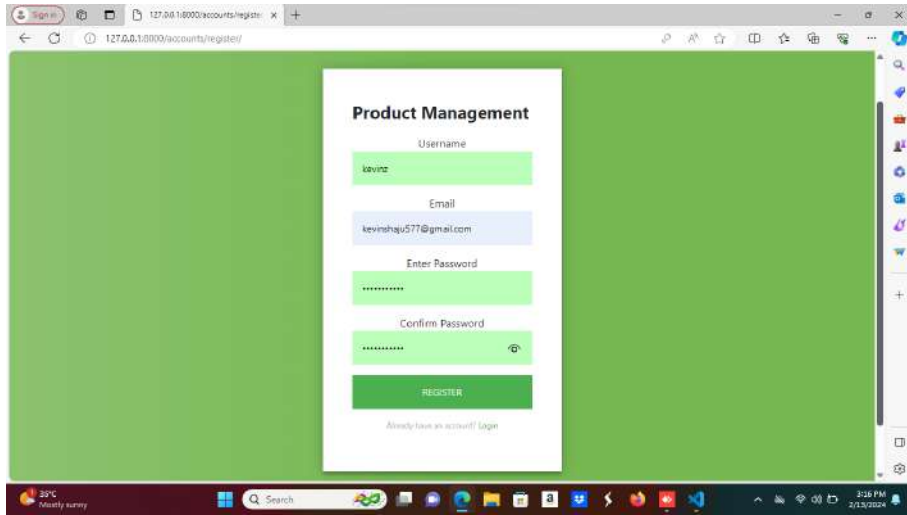 Sign in
127.0.0.1:8000/accounts/register
127.0.0.1:8000/accounts/register/
Product Management
Username
kevinz
Email
kevinshaju577@gmail.com
Enter Password
•••••••••••
Confirm Password
•••••••••••
REGISTER
Already have an account? Login
35°C
Mostly sunny
Search
3:16 PM
2/13/2024